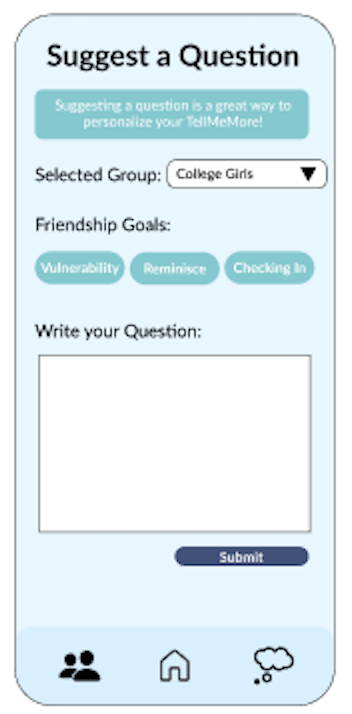 Suggest a Question
Suggesting a question is a great way to
personalize your TellMeMore!
Selected Group: College Girls
Friendship Goals:
Vulnerability Reminisce Checking In
Write your Question:
Submit